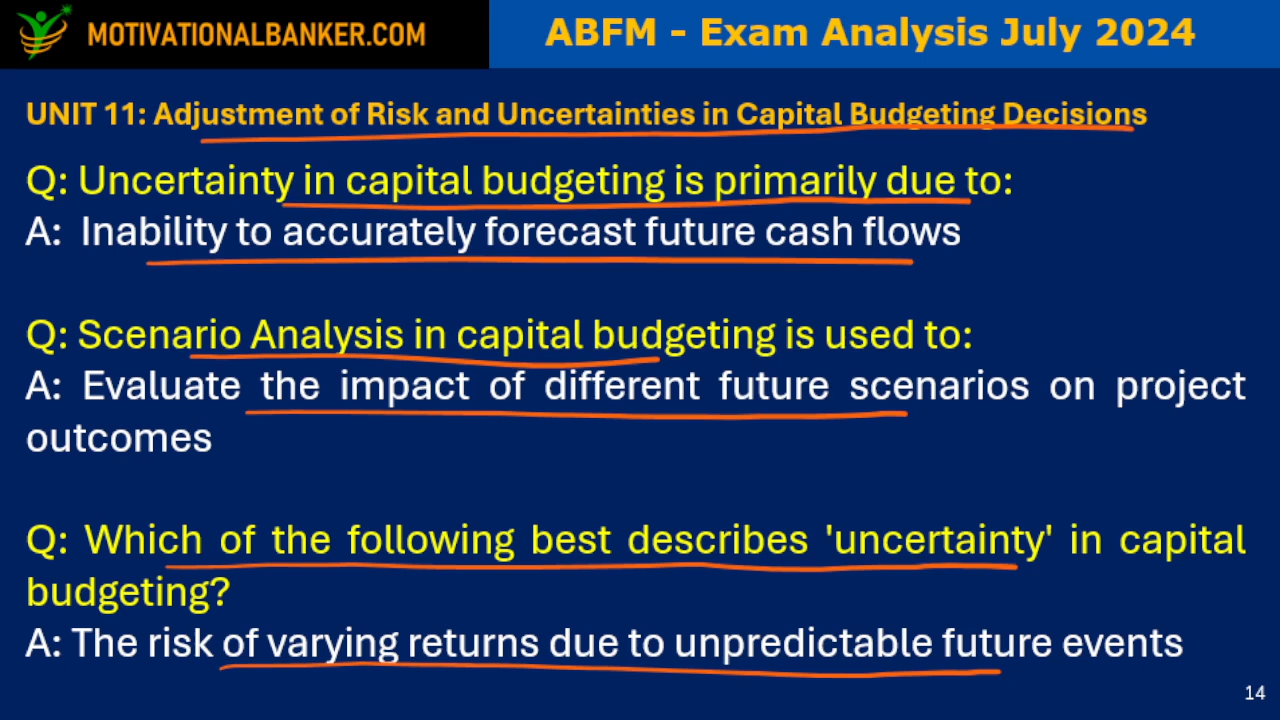 MOTIVATIONALBANKER.COM
ABFM - Exam Analysis July 2024
UNIT 11: Adjustment of Risk and Uncertainties in Capital Budgeting Decisions
Q: Uncertainty in capital budgeting is primarily due to:
A: Inability to accurately forecast future cash flows
Q: Scenario Analysis in capital budgeting is used to:
A: Evaluate the impact of different future scenarios on project
outcomes
Q: Which of the following best describes 'uncertainty' in capital
budgeting?
A: The risk of varying returns due to unpredictable future events
14